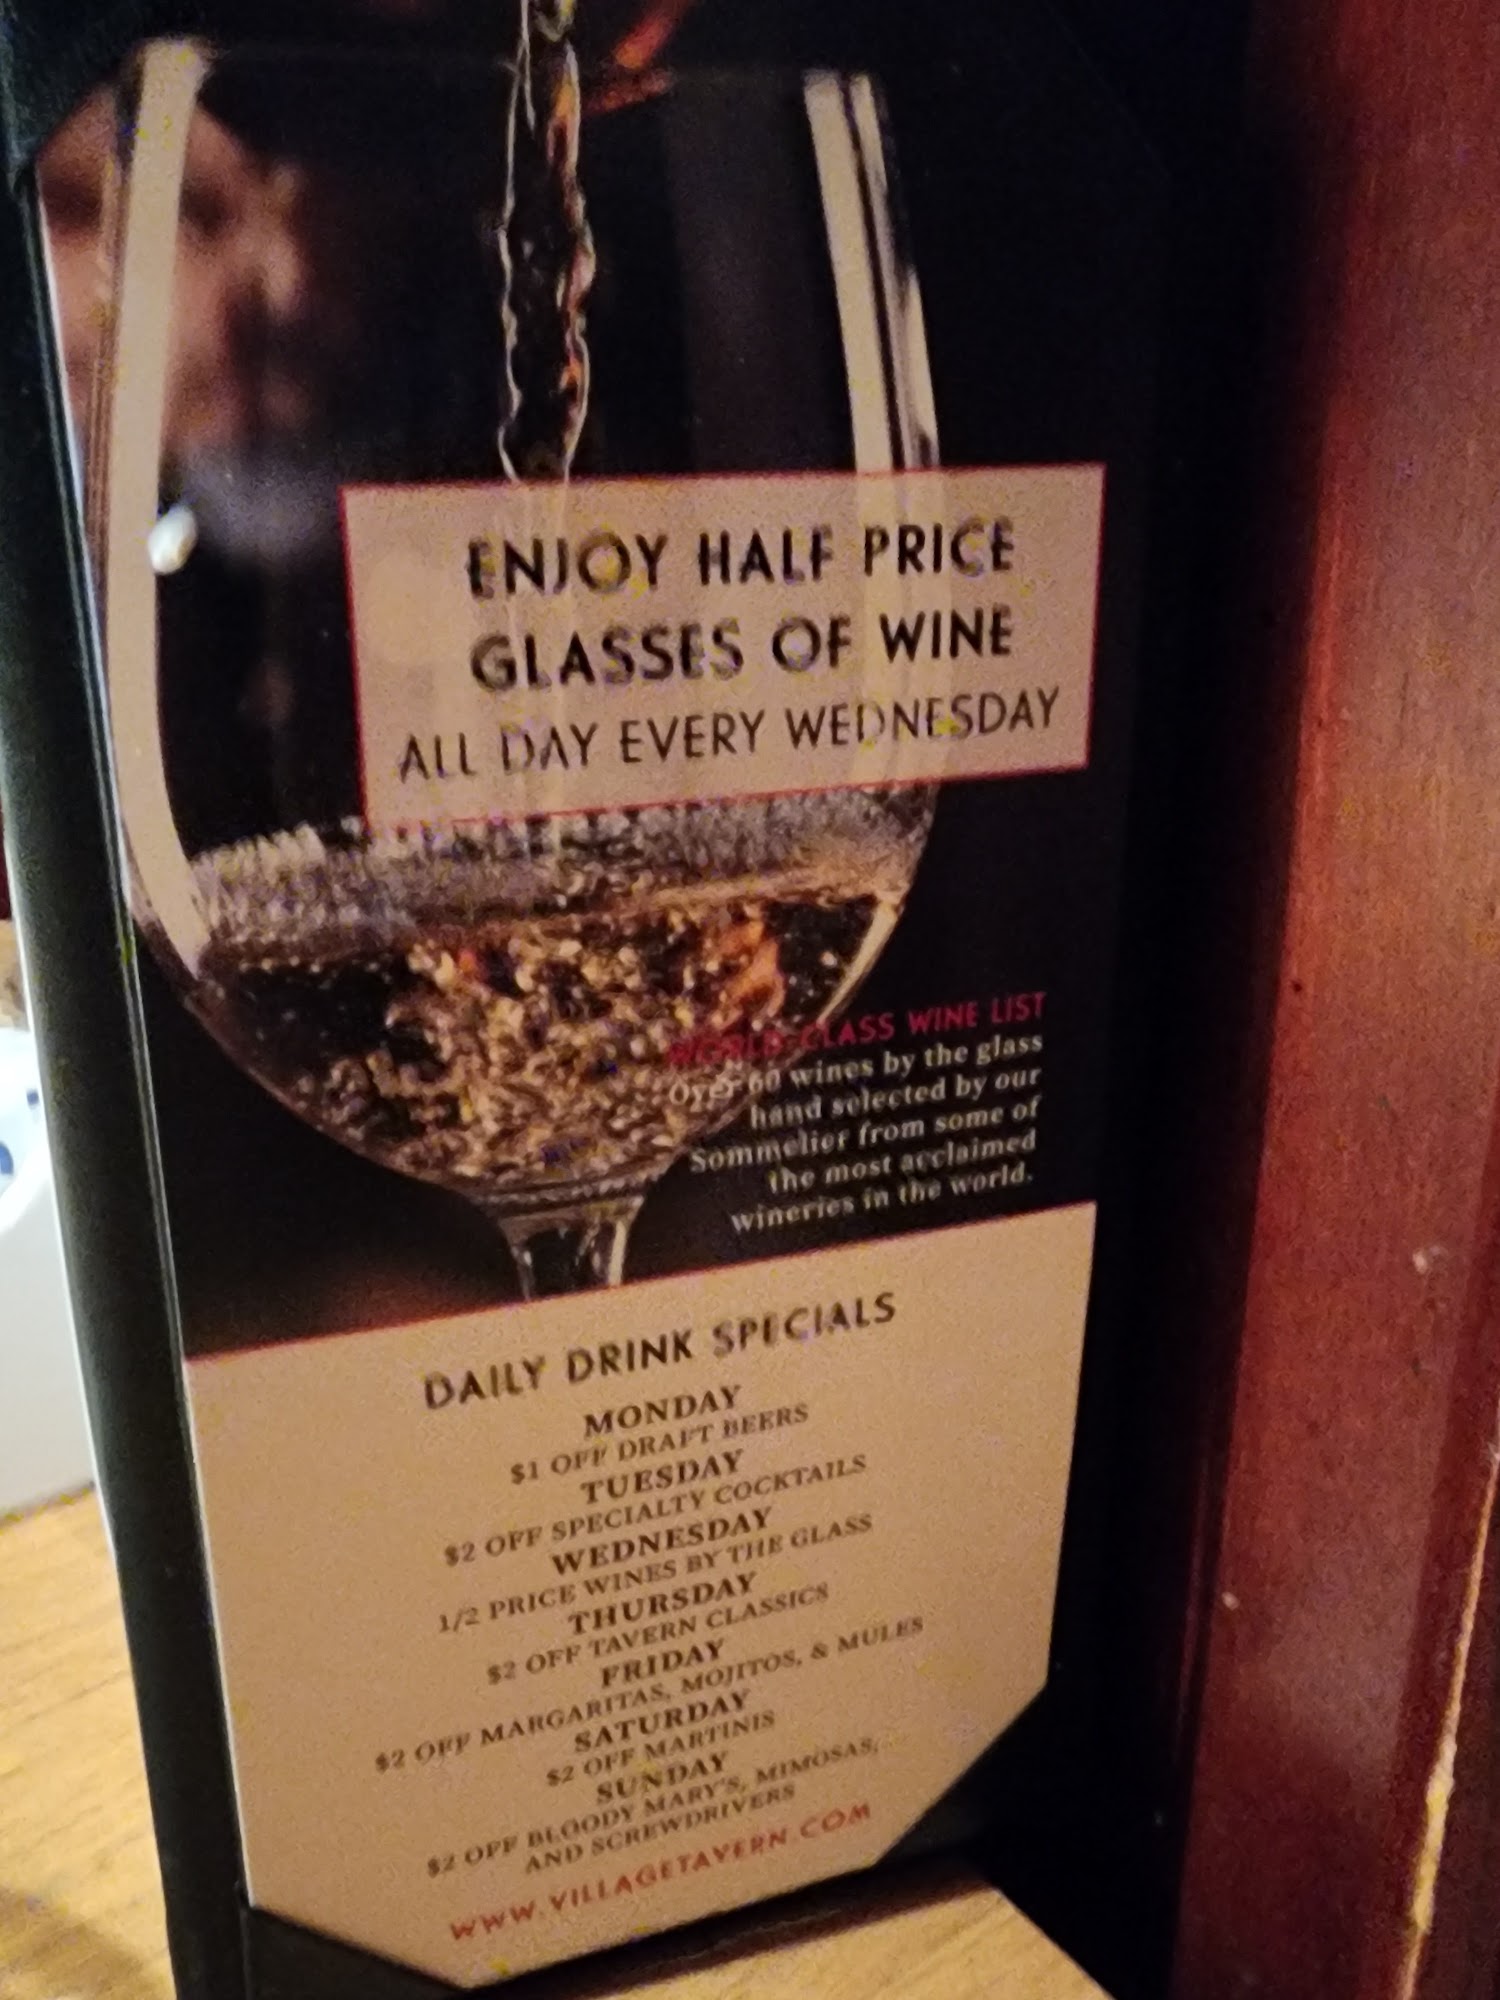 ENJOY HALF PRICE
GLASSES OF WINE
ALL DAY EVERY WEDNESDAY
WORLD-CLASS WINE LIST
Over 60 wines by the glass
hand selected by our
Sommelier from some of
the most acclaimed
wineries in the world.
DAILY DRINK SPECIALS
MONDAY
$1 OFF DRAFT BEERS
TUESDAY
$2 OFF SPECIALTY COCKTAILS
WEDNESDAY
1/2 PRICE WINES BY THE GLASS
THURSDAY
$2 OFF TAVERN CLASSICS
FRIDAY
$2 OFF MARGARITAS, MOJITOS, & MULES
SATURDAY
$2 OFF MARTINIS
SUNDAY
$2 OFF BLOODY MARY'S, MIMOSAS,
AND SCREWDRIVERS
WWW.VILLAGETAVERN.COM